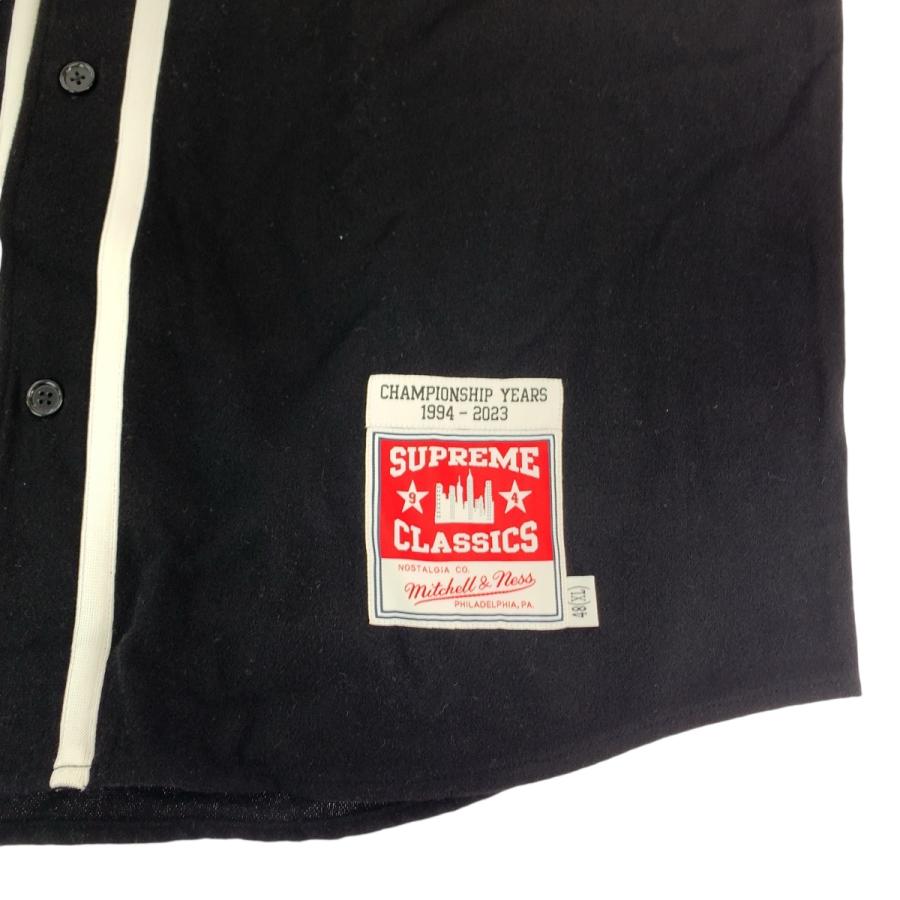 CHAMPIONSHIP YEARS
1994 - 2023
SUPREME
9 4
CLASSICS
NOSTALGIA CO.
Mitchell & Ness
PHILADELPHIA, PA.
48(XL)